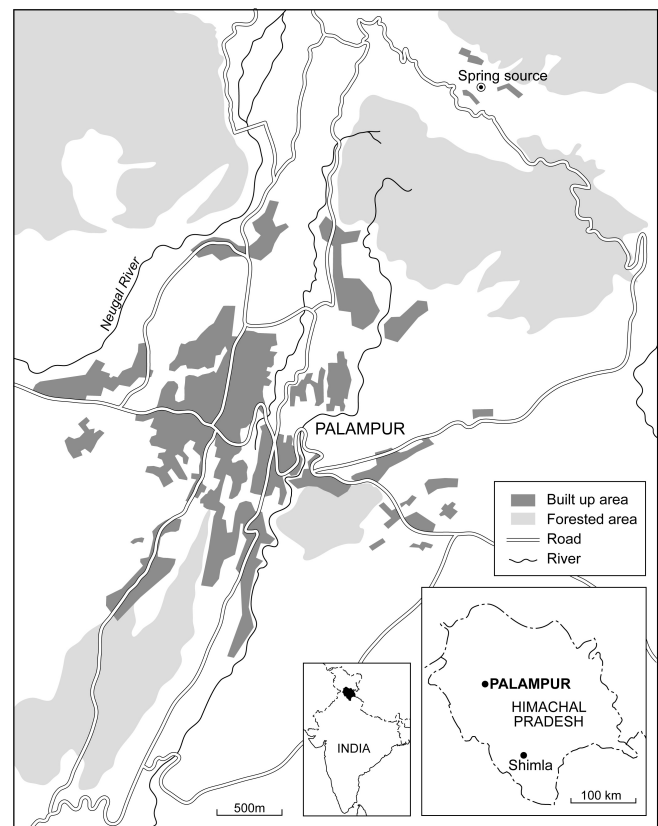 Spring source
Neugal River
PALAMPUR
Built up area
Forested area
Road
River
PALAMPUR
HIMACHAL
PRADESH
INDIA
Shimla
500m
100 km